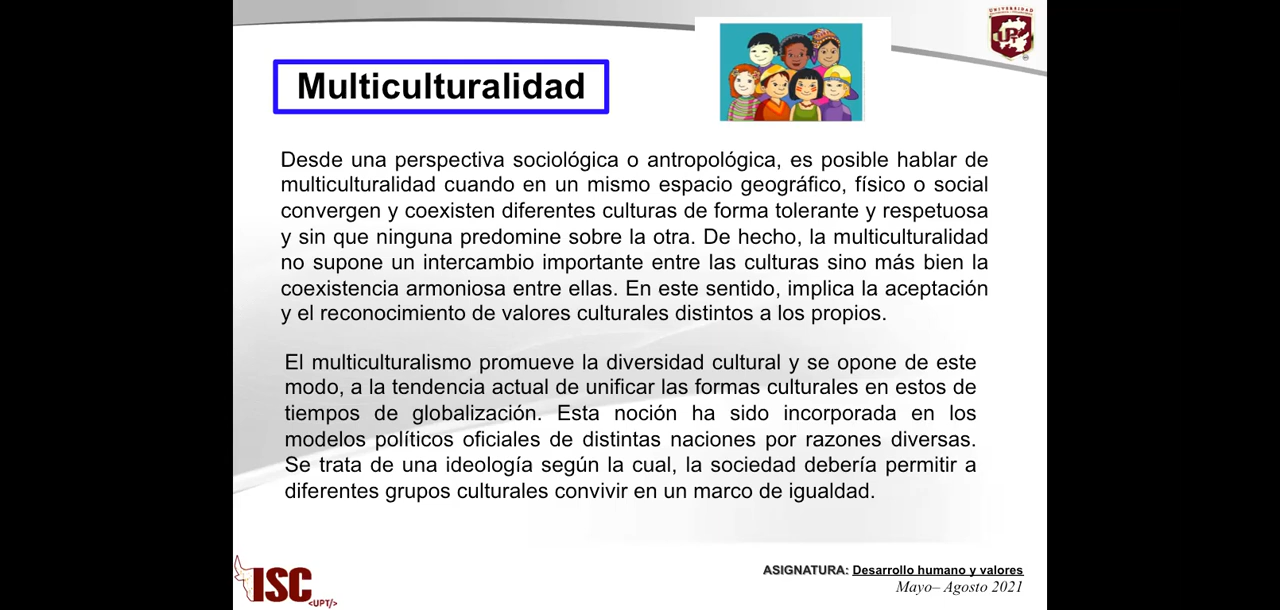 UNIVERSIDAD
UPT
Multiculturalidad
Desde una perspectiva sociológica o antropológica, es posible hablar de
multiculturalidad cuando en un mismo espacio geográfico, físico o social
convergen y coexisten diferentes culturas de forma tolerante y respetuosa
y sin que ninguna predomine sobre la otra. De hecho, la multiculturalidad
no supone un intercambio importante entre las culturas sino más bien la
coexistencia armoniosa entre ellas. En este sentido, implica la aceptación
y el reconocimiento de valores culturales distintos a los propios.
El multiculturalismo promueve la diversidad cultural y se opone de este
modo, a la tendencia actual de unificar las formas culturales en estos de
tiempos de globalización. Esta noción ha sido incorporada en los
modelos políticos oficiales de distintas naciones por razones diversas.
Se trata de una ideología según la cual, la sociedad debería permitir a
diferentes grupos culturales convivir en un marco de igualdad.
ISC
<UPT/>
ASIGNATURA: Desarrollo humano y valores
Mayo– Agosto 2021